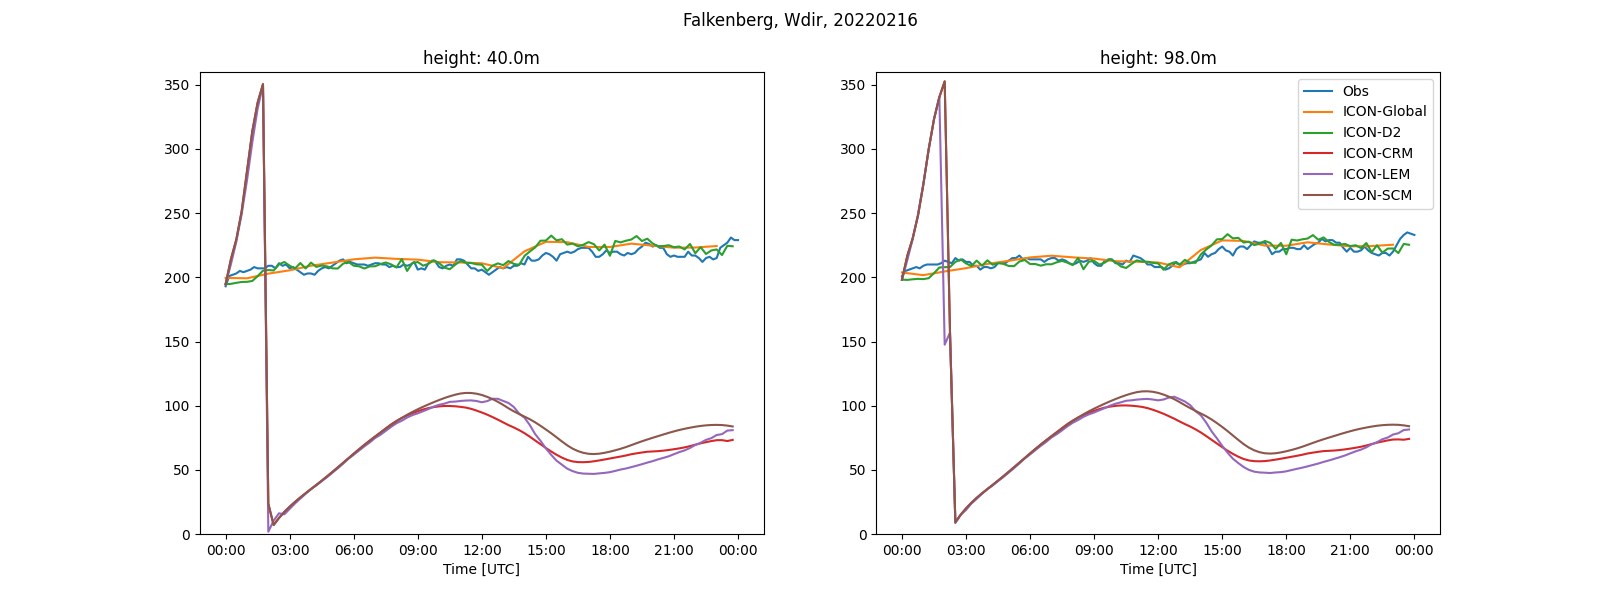 Falkenberg, Wdir, 20220216
height: 40.0m
350
300
250
200
150
100
50
0
00:00 03:00 06:00 09:00 12:00 15:00 18:00 21:00 00:00
Time [UTC]
height: 98.0m
350
300
250
200
150
100
50
0
00:00 03:00 06:00 09:00 12:00 15:00 18:00 21:00 00:00
Time [UTC]
Obs
ICON-Global
ICON-D2
ICON-CRM
ICON-LEM
ICON-SCM